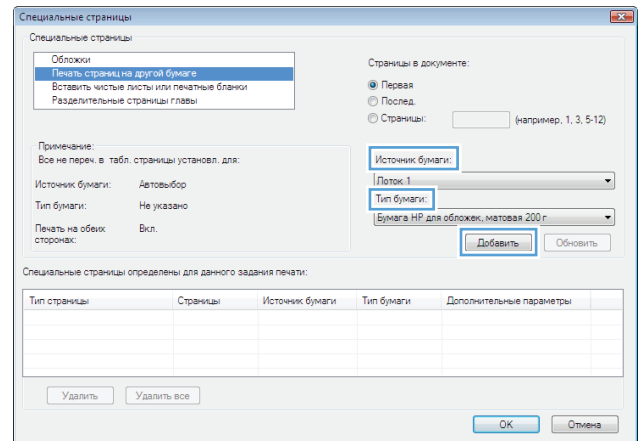 Специальные страницы
Специальные страницы
Обложки
Печать страниц на другой бумаге
Вставить чистые листы или печатные бланки
Разделительные страницы главы
Страницы в документе:
Первая
Послед.
Страницы: (например, 1, 3, 5-12)
Примечание:
Все не переч. в табл. страницы установл. для:
Источник бумаги: Автовыбор
Тип бумаги: Не указано
Печать на обеих сторонах: Вкл.
Источник бумаги:
Лоток 1
Тип бумаги:
Бумага HP для обложек, матовая 200 г
Добавить Обновить
Специальные страницы определены для данного задания печати:
Тип страницы Страницы Источник бумаги Тип бумаги Дополнительные параметры
Удалить Удалить все
OK Отмена